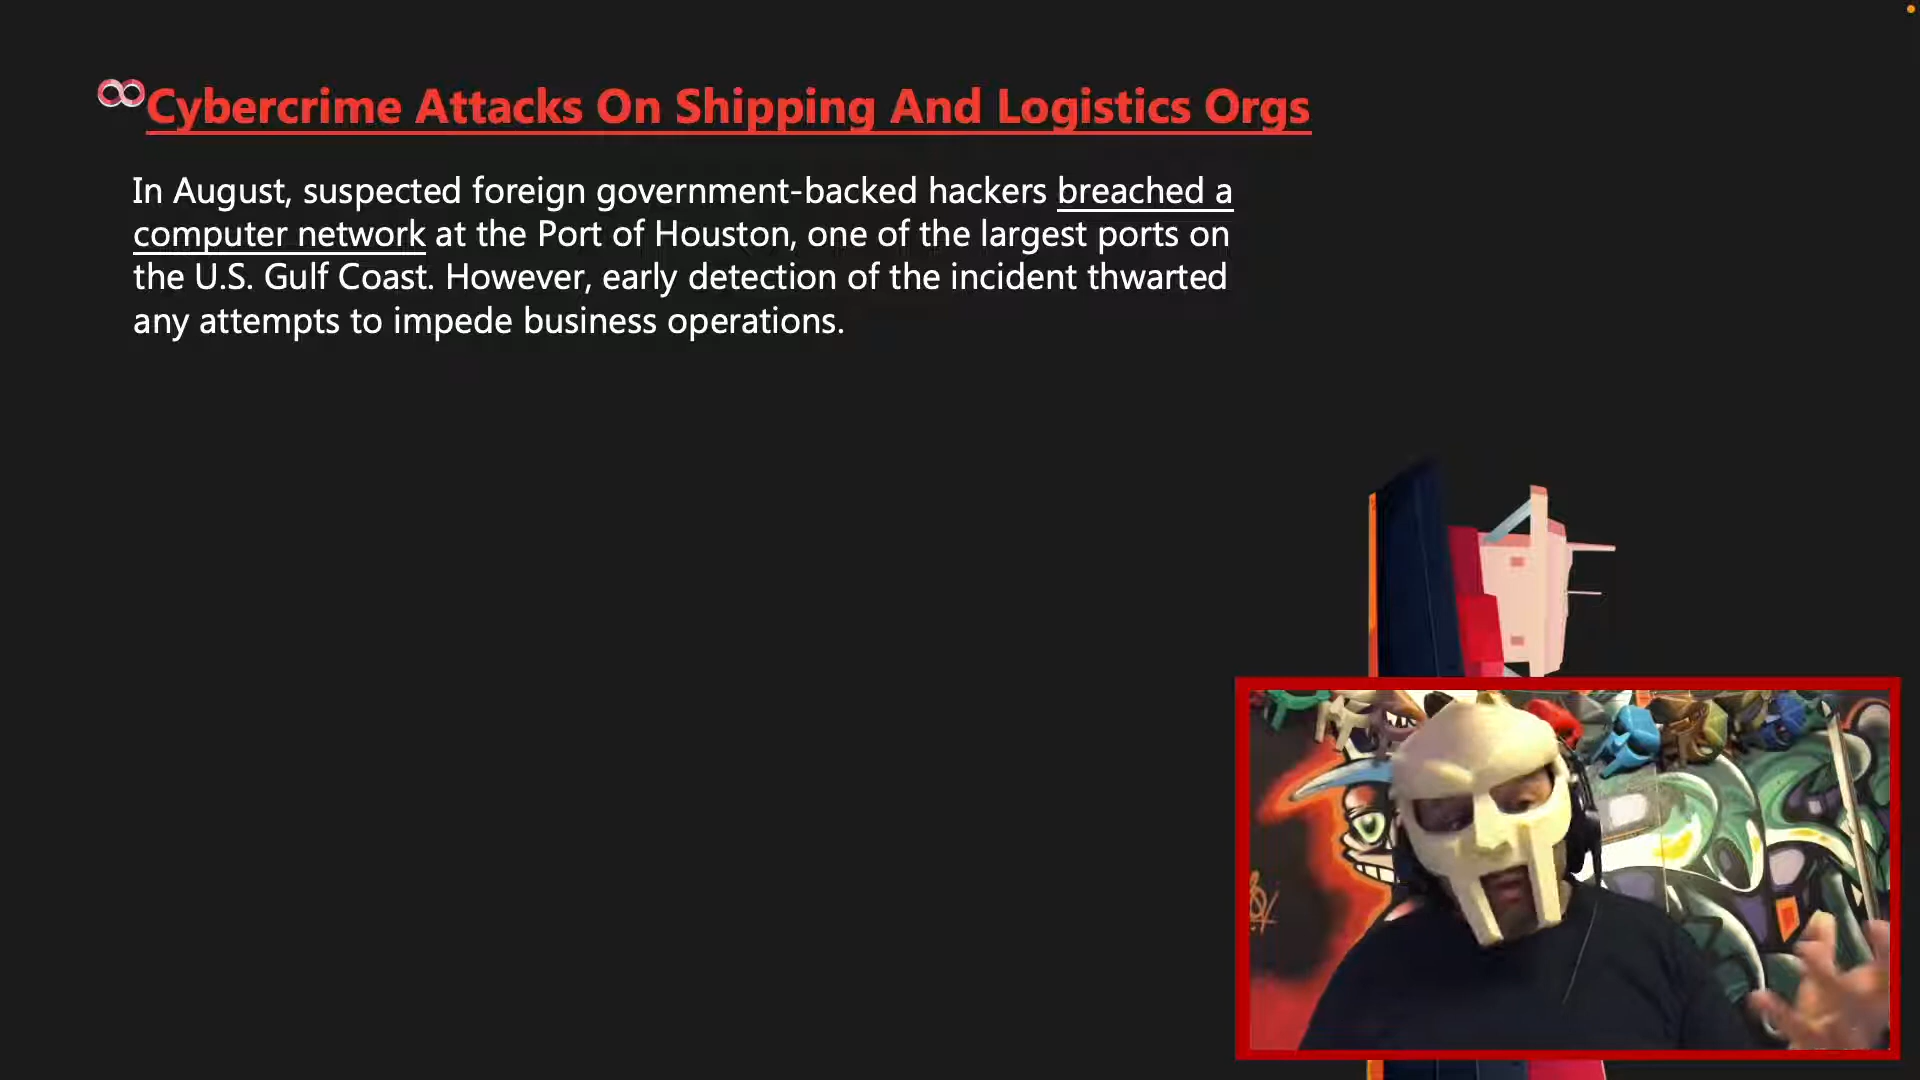 Cybercrime Attacks On Shipping And Logistics Orgs
In August, suspected foreign government-backed hackers breached a
computer network at the Port of Houston, one of the largest ports on
the U.S. Gulf Coast. However, early detection of the incident thwarted
any attempts to impede business operations.